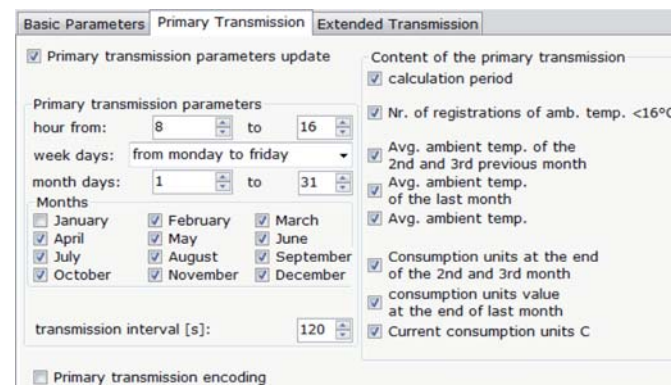 Basic Parameters Primary Transmission Extended Transmission
Primary transmission parameters update
Primary transmission parameters
hour from: 8 to 16
week days: from monday to friday
month days: 1 to 31
Months
January February March
April May June
July August September
October November December
transmission interval [s]: 120
Primary transmission encoding
Content of the primary transmission
calculation period
Nr. of registrations of amb. temp. <16ºC
Avg. ambient temp. of the
2nd and 3rd previous month
Avg. ambient temp.
of the last month
Avg. ambient temp.
Consumption units at the end
of the 2nd and 3rd month
consumption units value
at the end of last month
Current consumption units C